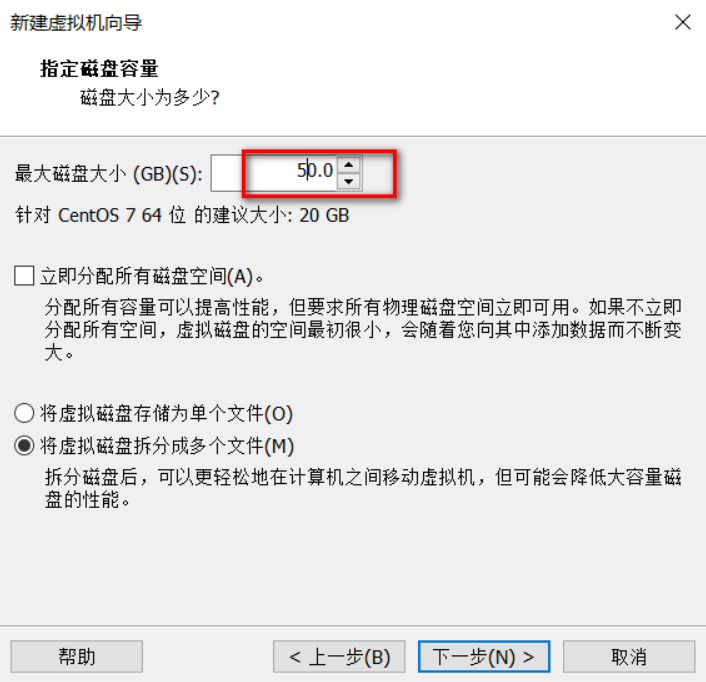 新建虚拟机向导
指定磁盘容量
磁盘大小为多少?
最大磁盘大小 (GB)(S): 50.0
针对 CentOS 7 64 位 的建议大小: 20 GB
立即分配所有磁盘空间(A)。
分配所有容量可以提高性能，但要求所有物理磁盘空间立即可用。如果不立即
分配所有空间，虚拟磁盘的空间最初很小，会随着您向其中添加数据而不断变
大。
将虚拟磁盘存储为单个文件(O)
将虚拟磁盘拆分成多个文件(M)
拆分磁盘后，可以更轻松地在计算机之间移动虚拟机，但可能会降低大容量磁
盘的性能。
帮助 < 上一步(B) 下一步(N) > 取消